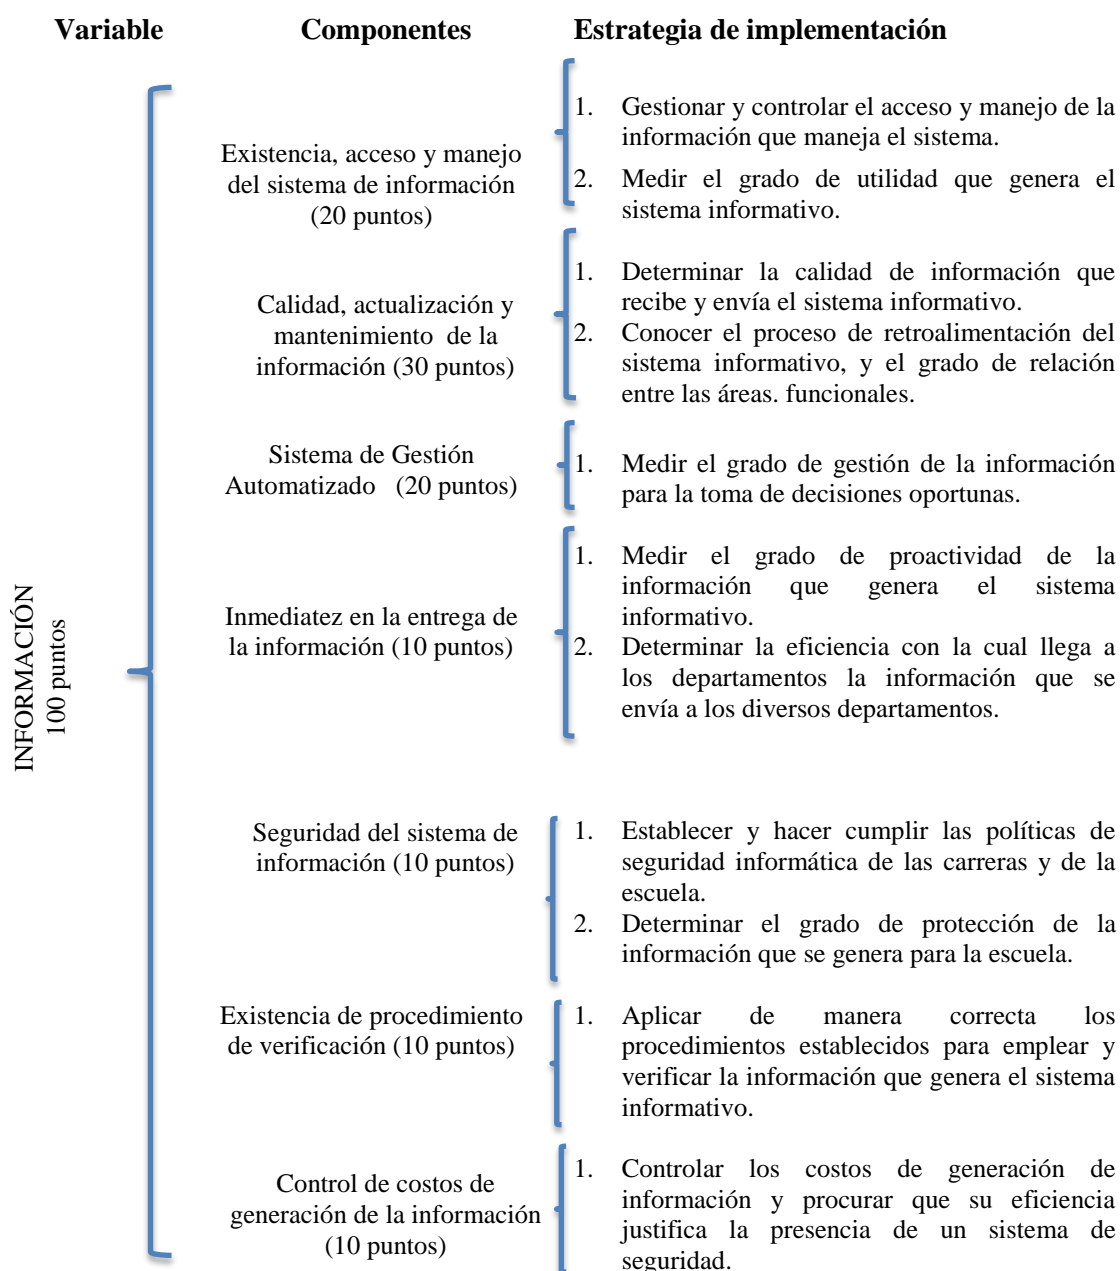 Variable Componentes Estrategia de implementación
INFORMACIÓN
100 puntos
Existencia, acceso y manejo
del sistema de información
(20 puntos)
1. Gestionar y controlar el acceso y manejo de la
información que maneja el sistema.
2. Medir el grado de utilidad que genera el
sistema informativo.
Calidad, actualización y
mantenimiento de la
información (30 puntos)
1. Determinar la calidad de información que
recibe y envía el sistema informativo.
2. Conocer el proceso de retroalimentación del
sistema informativo, y el grado de relación
entre las áreas. funcionales.
Sistema de Gestión
Automatizado (20 puntos)
1. Medir el grado de gestión de la información
para la toma de decisiones oportunas.
Inmediatez en la entrega de
la información (10 puntos)
1. Medir el grado de proactividad de la
información que genera el sistema
informativo.
2. Determinar la eficiencia con la cual llega a
los departamentos la información que se
envía a los diversos departamentos.
Seguridad del sistema de
información (10 puntos)
1. Establecer y hacer cumplir las políticas de
seguridad informática de las carreras y de la
escuela.
2. Determinar el grado de protección de la
información que se genera para la escuela.
Existencia de procedimiento
de verificación (10 puntos)
1. Aplicar de manera correcta los
procedimientos establecidos para emplear y
verificar la información que genera el sistema
informativo.
Control de costos de
generación de la información
(10 puntos)
1. Controlar los costos de generación de
información y procurar que su eficiencia
justifica la presencia de un sistema de
seguridad.